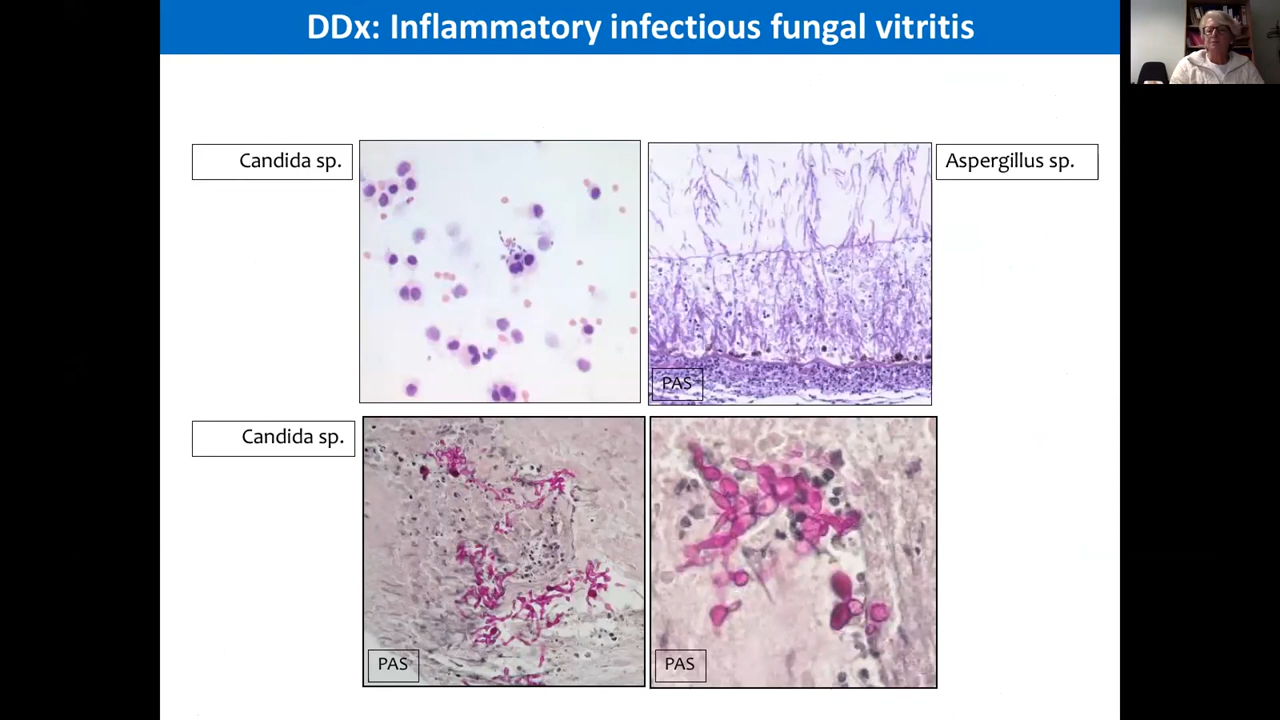 DDx: Inflammatory infectious fungal vitritis
Candida sp.
Aspergillus sp.
PAS
Candida sp.
PAS
PAS